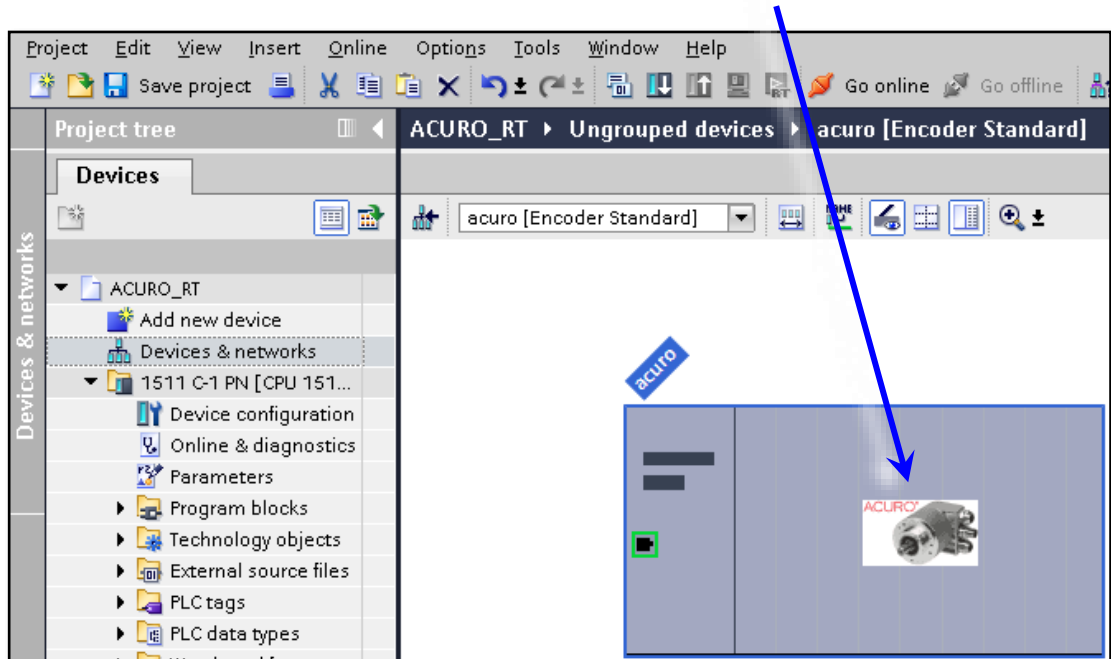 Project Edit View Insert Online Options Tools Window Help
Save project Go online Go offline
Project tree
ACURO_RT Ungrouped devices acuro [Encoder Standard]
Devices
acuro [Encoder Standard]
Devices & networks
ACURO_RT
Add new device
Devices & networks
1511 C-1 PN [CPU 151...
Device configuration
Online & diagnostics
Parameters
Program blocks
Technology objects
External source files
PLC tags
PLC data types
acuro
ACURO